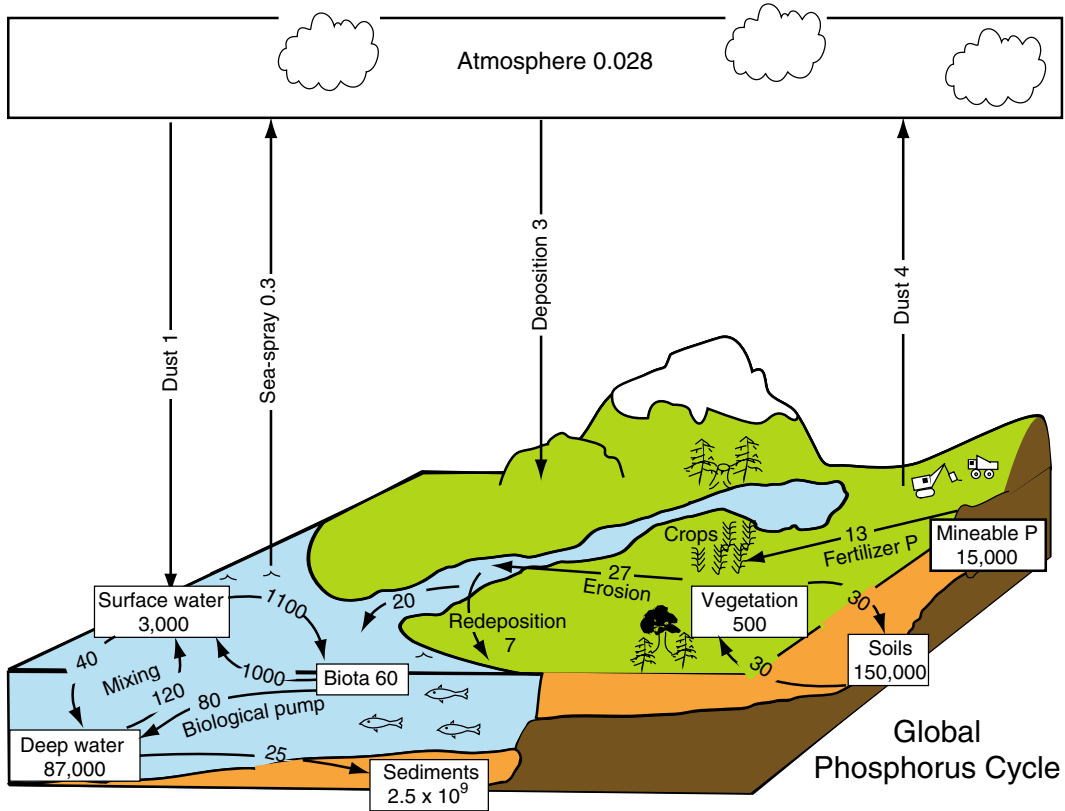 Atmosphere 0.028
Dust 1
Sea-spray 0.3
Deposition 3
Dust 4
Crops
13
Fertilizer P
Mineable P
15,000
27
Erosion
20
Redeposition
7
Vegetation
500
30
30
Soils
150,000
Surface water
3,000
1100
1000
40
Mixing
120
Biota 60
80
Biological pump
Deep water
87,000
25
Sediments
2.5 x 10⁹
Global
Phosphorus Cycle